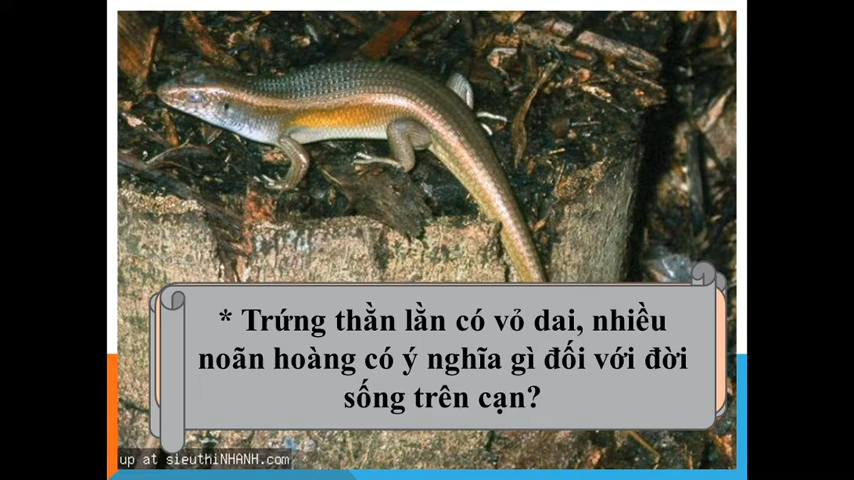 * Trứng thằn lằn có vỏ dai, nhiều
noãn hoàng có ý nghĩa gì đối với đời
sống trên cạn?
up at sieuthiNHANH.com